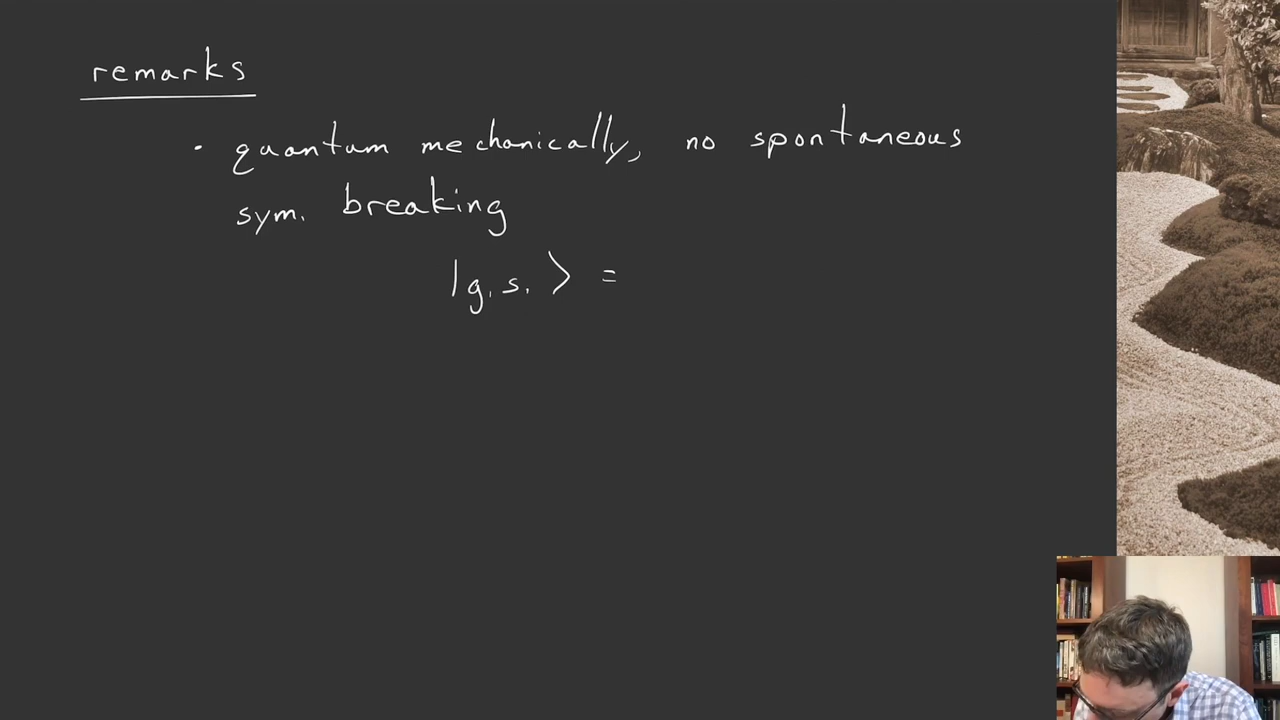 remarks
· quantum mechanically, no spontaneous
sym. breaking
|g.s.⟩ =